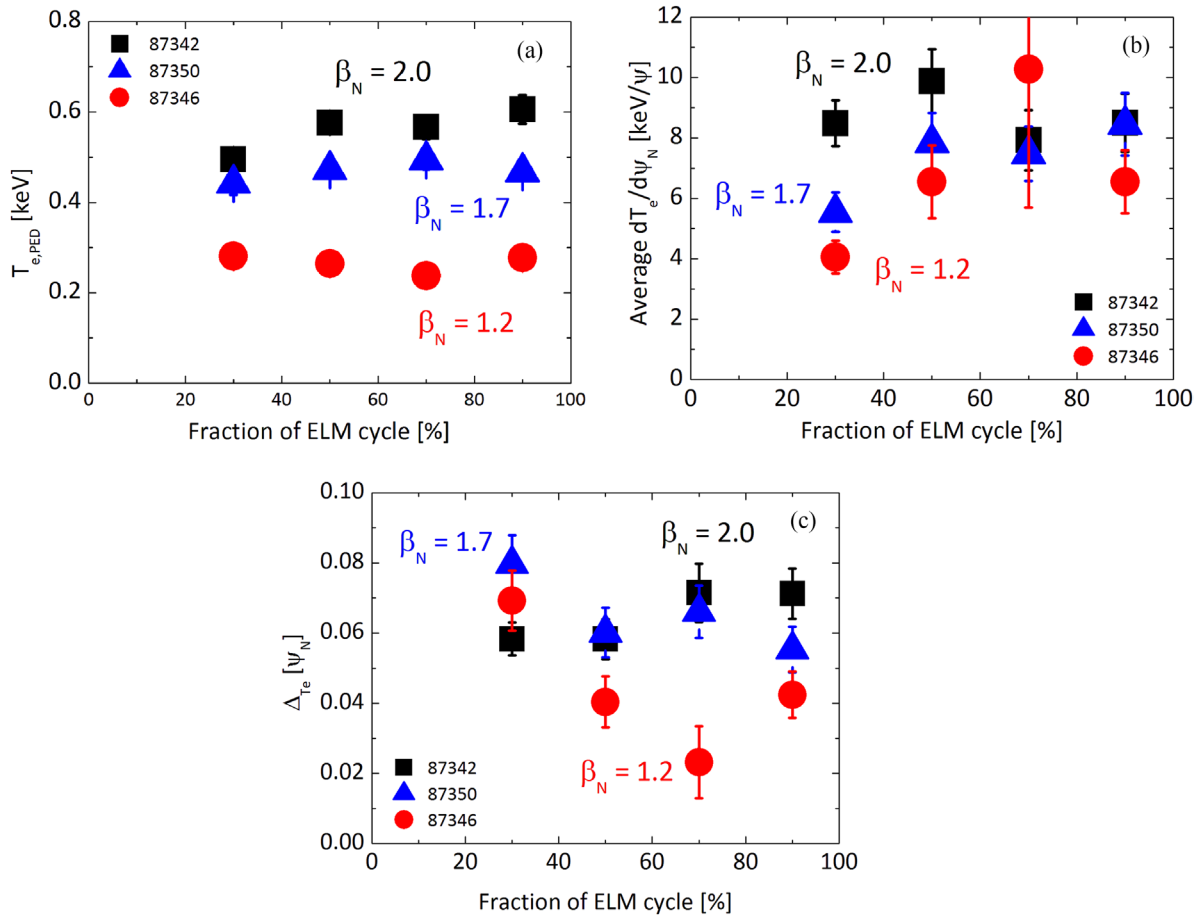 (a)
87342
87350
87346
β_N = 2.0
β_N = 1.7
β_N = 1.2
T_e,PED [keV]
0.8
0.6
0.4
0.2
0.0
0 20 40 60 80 100
Fraction of ELM cycle [%]
(b)
β_N = 2.0
β_N = 1.7
β_N = 1.2
87342
87350
87346
Average dT_e/dψ_N [keV/ψ]
12
10
8
6
4
2
0
0 20 40 60 80 100
Fraction of ELM cycle [%]
(c)
β_N = 1.7
β_N = 2.0
β_N = 1.2
87342
87350
87346
Δ_Te [ψ_N]
0.10
0.08
0.06
0.04
0.02
0.00
0 20 40 60 80 100
Fraction of ELM cycle [%]